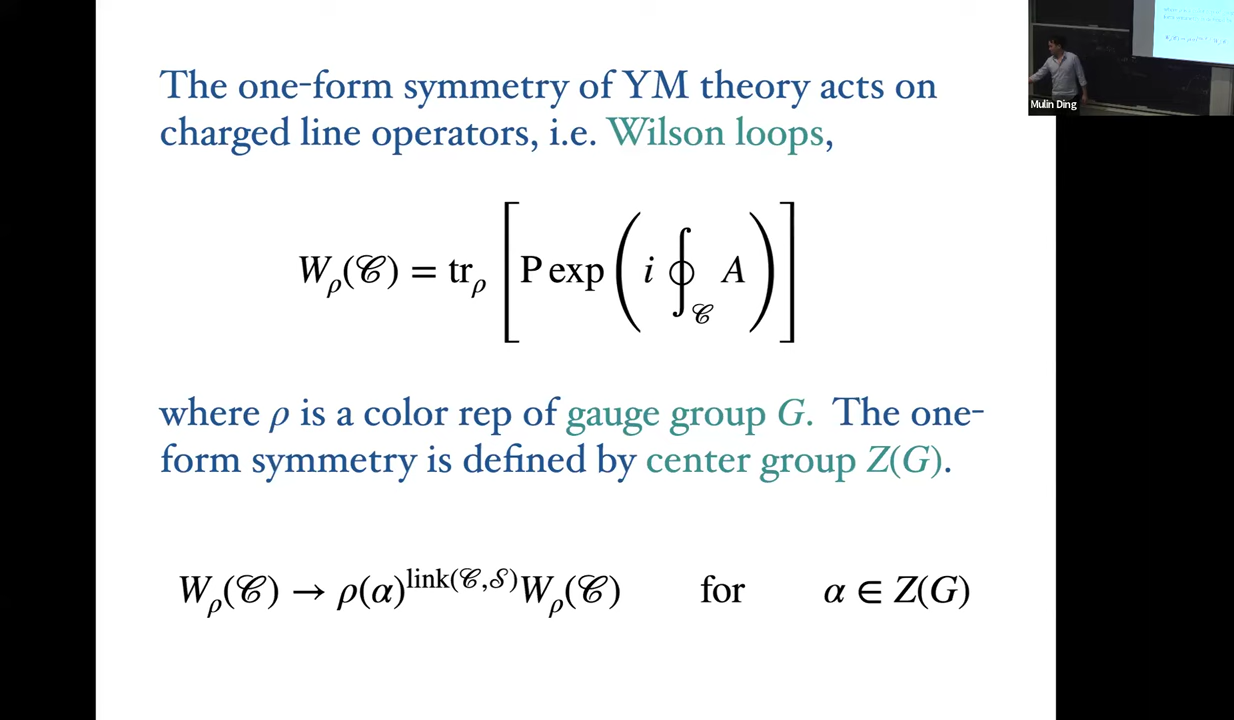 The one-form symmetry of YM theory acts on
charged line operators, i.e. Wilson loops,
W_ρ(𝒞) = tr_ρ [P exp (i ∮_𝒞 A)]
where ρ is a color rep of gauge group G. The one-
form symmetry is defined by center group Z(G).
W_ρ(𝒞) → ρ(α)^{link(𝒞,𝒮)} W_ρ(𝒞) for α ∈ Z(G)
Mulin Ding